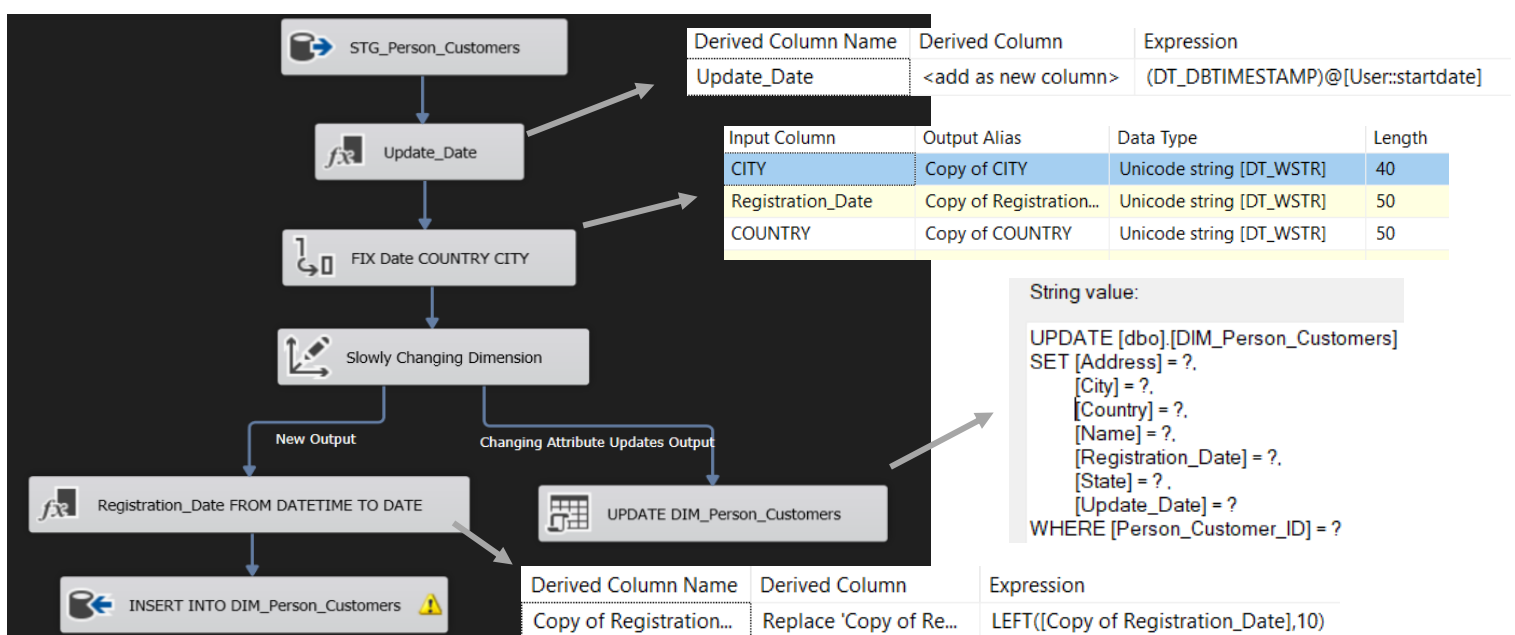 STG_Person_Customers
Derived Column Name Derived Column Expression
Update_Date <add as new column> (DT_DBTIMESTAMP)@[User::startdate]
Update_Date
Input Column Output Alias Data Type Length
CITY Copy of CITY Unicode string [DT_WSTR] 40
Registration_Date Copy of Registration... Unicode string [DT_WSTR] 50
COUNTRY Copy of COUNTRY Unicode string [DT_WSTR] 50
FIX Date COUNTRY CITY
String value:
UPDATE [dbo].[DIM_Person_Customers]
SET [Address] = ?,
[City] = ?,
[Country] = ?,
[Name] = ?,
[Registration_Date] = ?,
[State] = ? ,
[Update_Date] = ?
WHERE [Person_Customer_ID] = ?
Slowly Changing Dimension
New Output
Changing Attribute Updates Output
Registration_Date FROM DATETIME TO DATE
UPDATE DIM_Person_Customers
INSERT INTO DIM_Person_Customers
Derived Column Name Derived Column Expression
Copy of Registration... Replace 'Copy of Re... LEFT([Copy of Registration_Date],10)